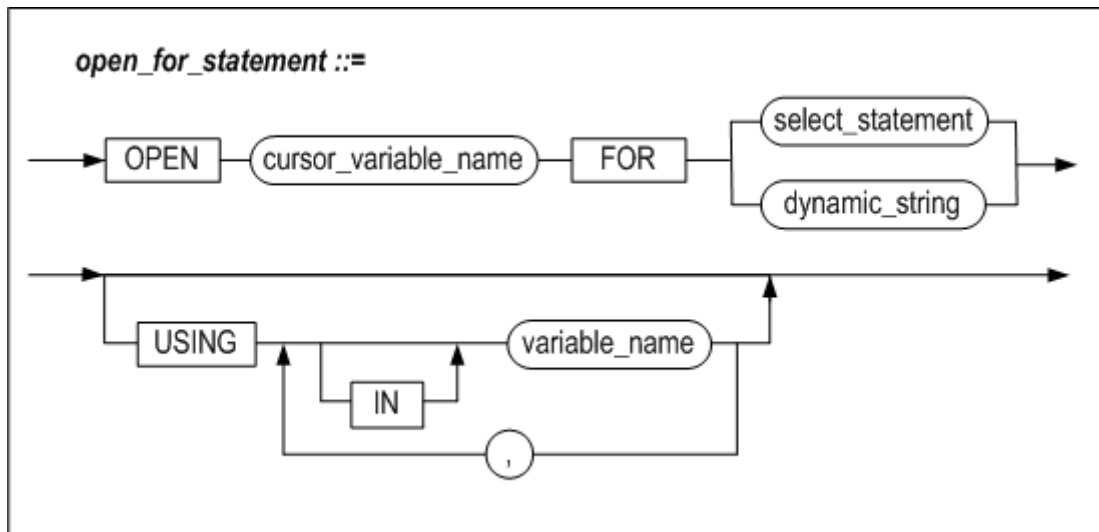 open_for_statement ::=
select_statement
OPEN cursor_variable_name FOR
dynamic_string
USING variable_name
IN
,